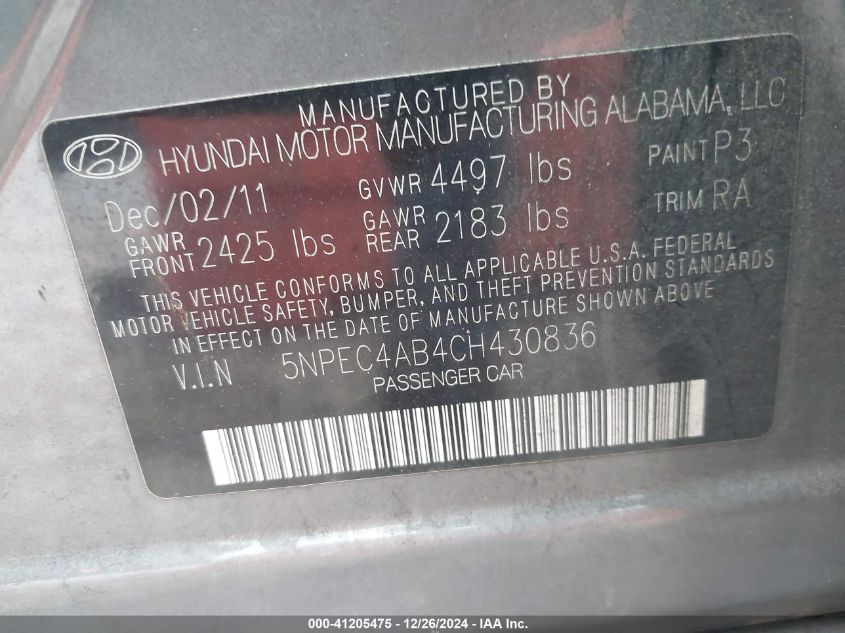 MANUFACTURED BY
HYUNDAI MOTOR MANUFACTURING ALABAMA, LLC
Dec/02/11 GVWR 4497 lbs PAINT P3
GAWR FRONT 2425 lbs GAWR REAR 2183 lbs TRIM RA
THIS VEHICLE CONFORMS TO ALL APPLICABLE U.S.A. FEDERAL
MOTOR VEHICLE SAFETY, BUMPER, AND THEFT PREVENTION STANDARDS
IN EFFECT ON THE DATE OF MANUFACTURE SHOWN ABOVE
V.I.N 5NPEC4AB4CH430836
PASSENGER CAR
000-41205475 - 12/26/2024 - IAA Inc.